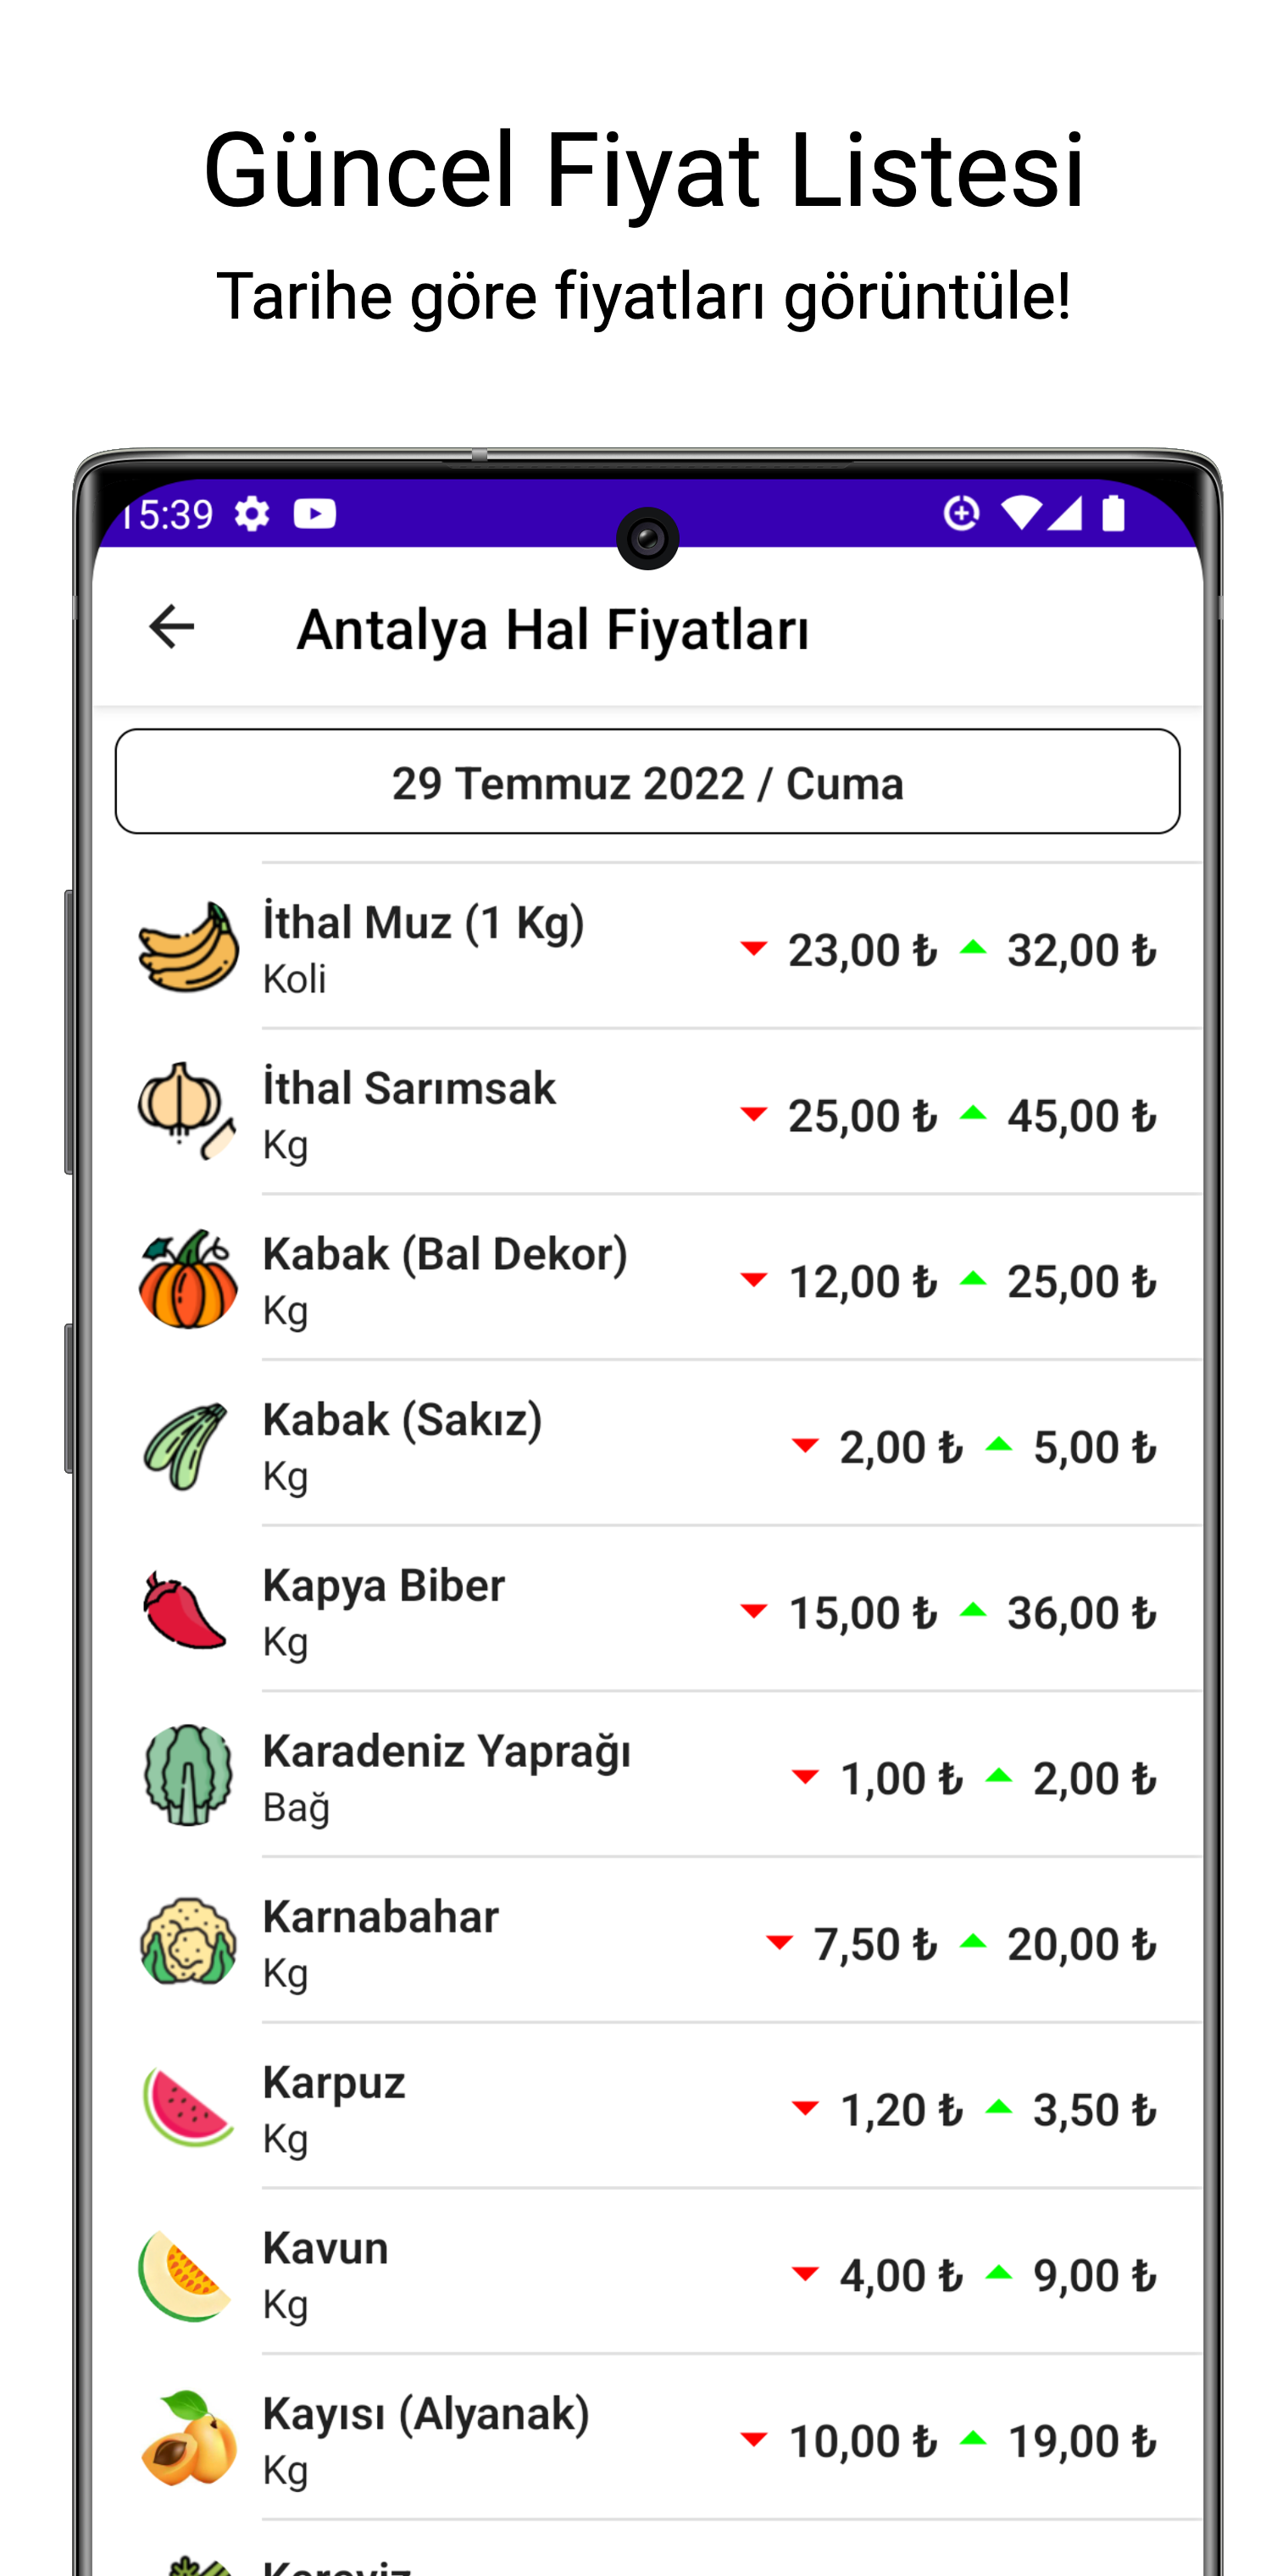 Güncel Fiyat Listesi
Tarihe göre fiyatları görüntüle!
15:39
Antalya Hal Fiyatları
29 Temmuz 2022 / Cuma
İthal Muz (1 Kg)
Koli
23,00 ₺ 32,00 ₺
İthal Sarımsak
Kg
25,00 ₺ 45,00 ₺
Kabak (Bal Dekor)
Kg
12,00 ₺ 25,00 ₺
Kabak (Sakız)
Kg
2,00 ₺ 5,00 ₺
Kapya Biber
Kg
15,00 ₺ 36,00 ₺
Karadeniz Yaprağı
Bağ
1,00 ₺ 2,00 ₺
Karnabahar
Kg
7,50 ₺ 20,00 ₺
Karpuz
Kg
1,20 ₺ 3,50 ₺
Kavun
Kg
4,00 ₺ 9,00 ₺
Kayısı (Alyanak)
Kg
10,00 ₺ 19,00 ₺